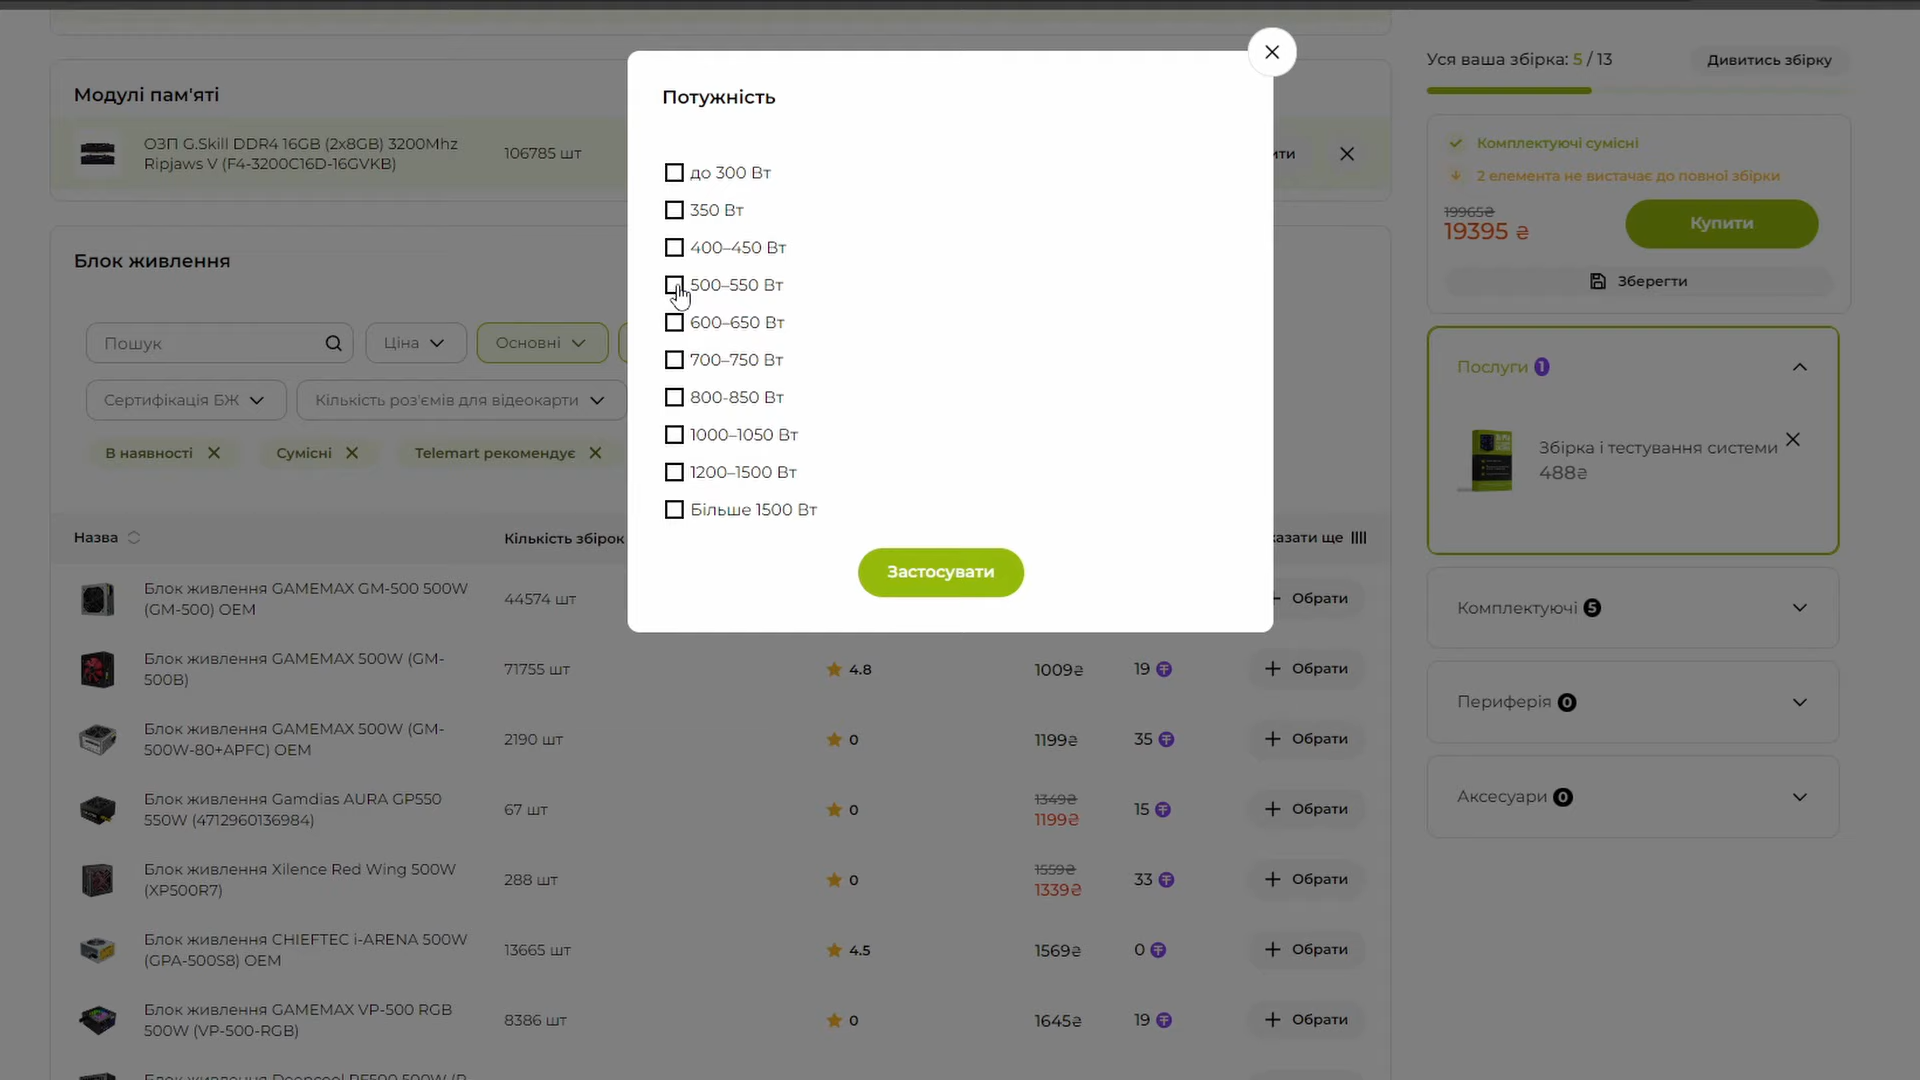 Уся ваша збірка: 5 / 13
Дивитись збірку
Модулі пам'яті
ОЗП G.Skill DDR4 16GB (2x8GB) 3200Mhz
Ripjaws V (F4-3200C16D-16GVKB)
106785 шт
Потужність
до 300 Вт
350 Вт
400–450 Вт
500–550 Вт
600–650 Вт
700–750 Вт
800-850 Вт
1000–1050 Вт
1200–1500 Вт
Більше 1500 Вт
Застосувати
Комплектуючі сумісні
2 елемента не вистачає до повної збірки
19965₴
19395 ₴
Купити
Зберегти
Блок живлення
Пошук
Ціна
Основні
Сертифікація БЖ
Кількість роз'ємів для відеокарти
В наявності
Сумісні
Telemart рекомендує
Послуги 1
Збірка і тестування системи
488₴
Комплектуючі 5
Периферія 0
Аксесуари 0
Назва
Кількість збірок
казати ще
Блок живлення GAMEMAX GM-500 500W
(GM-500) OEM
44574 шт
Обрати
Блок живлення GAMEMAX 500W (GM-
500B)
71755 шт
4.8
1009₴
19
Обрати
Блок живлення GAMEMAX 500W (GM-
500W-80+APFC) OEM
2190 шт
0
1199₴
35
Обрати
Блок живлення Gamdias AURA GP550
550W (4712960136984)
67 шт
0
1349₴
1199₴
15
Обрати
Блок живлення Xilence Red Wing 500W
(XP500R7)
288 шт
0
1559₴
1339₴
33
Обрати
Блок живлення CHIEFTEC i-ARENA 500W
(GPA-500S8) OEM
13665 шт
4.5
1569₴
0
Обрати
Блок живлення GAMEMAX VP-500 RGB
500W (VP-500-RGB)
8386 шт
0
1645₴
19
Обрати